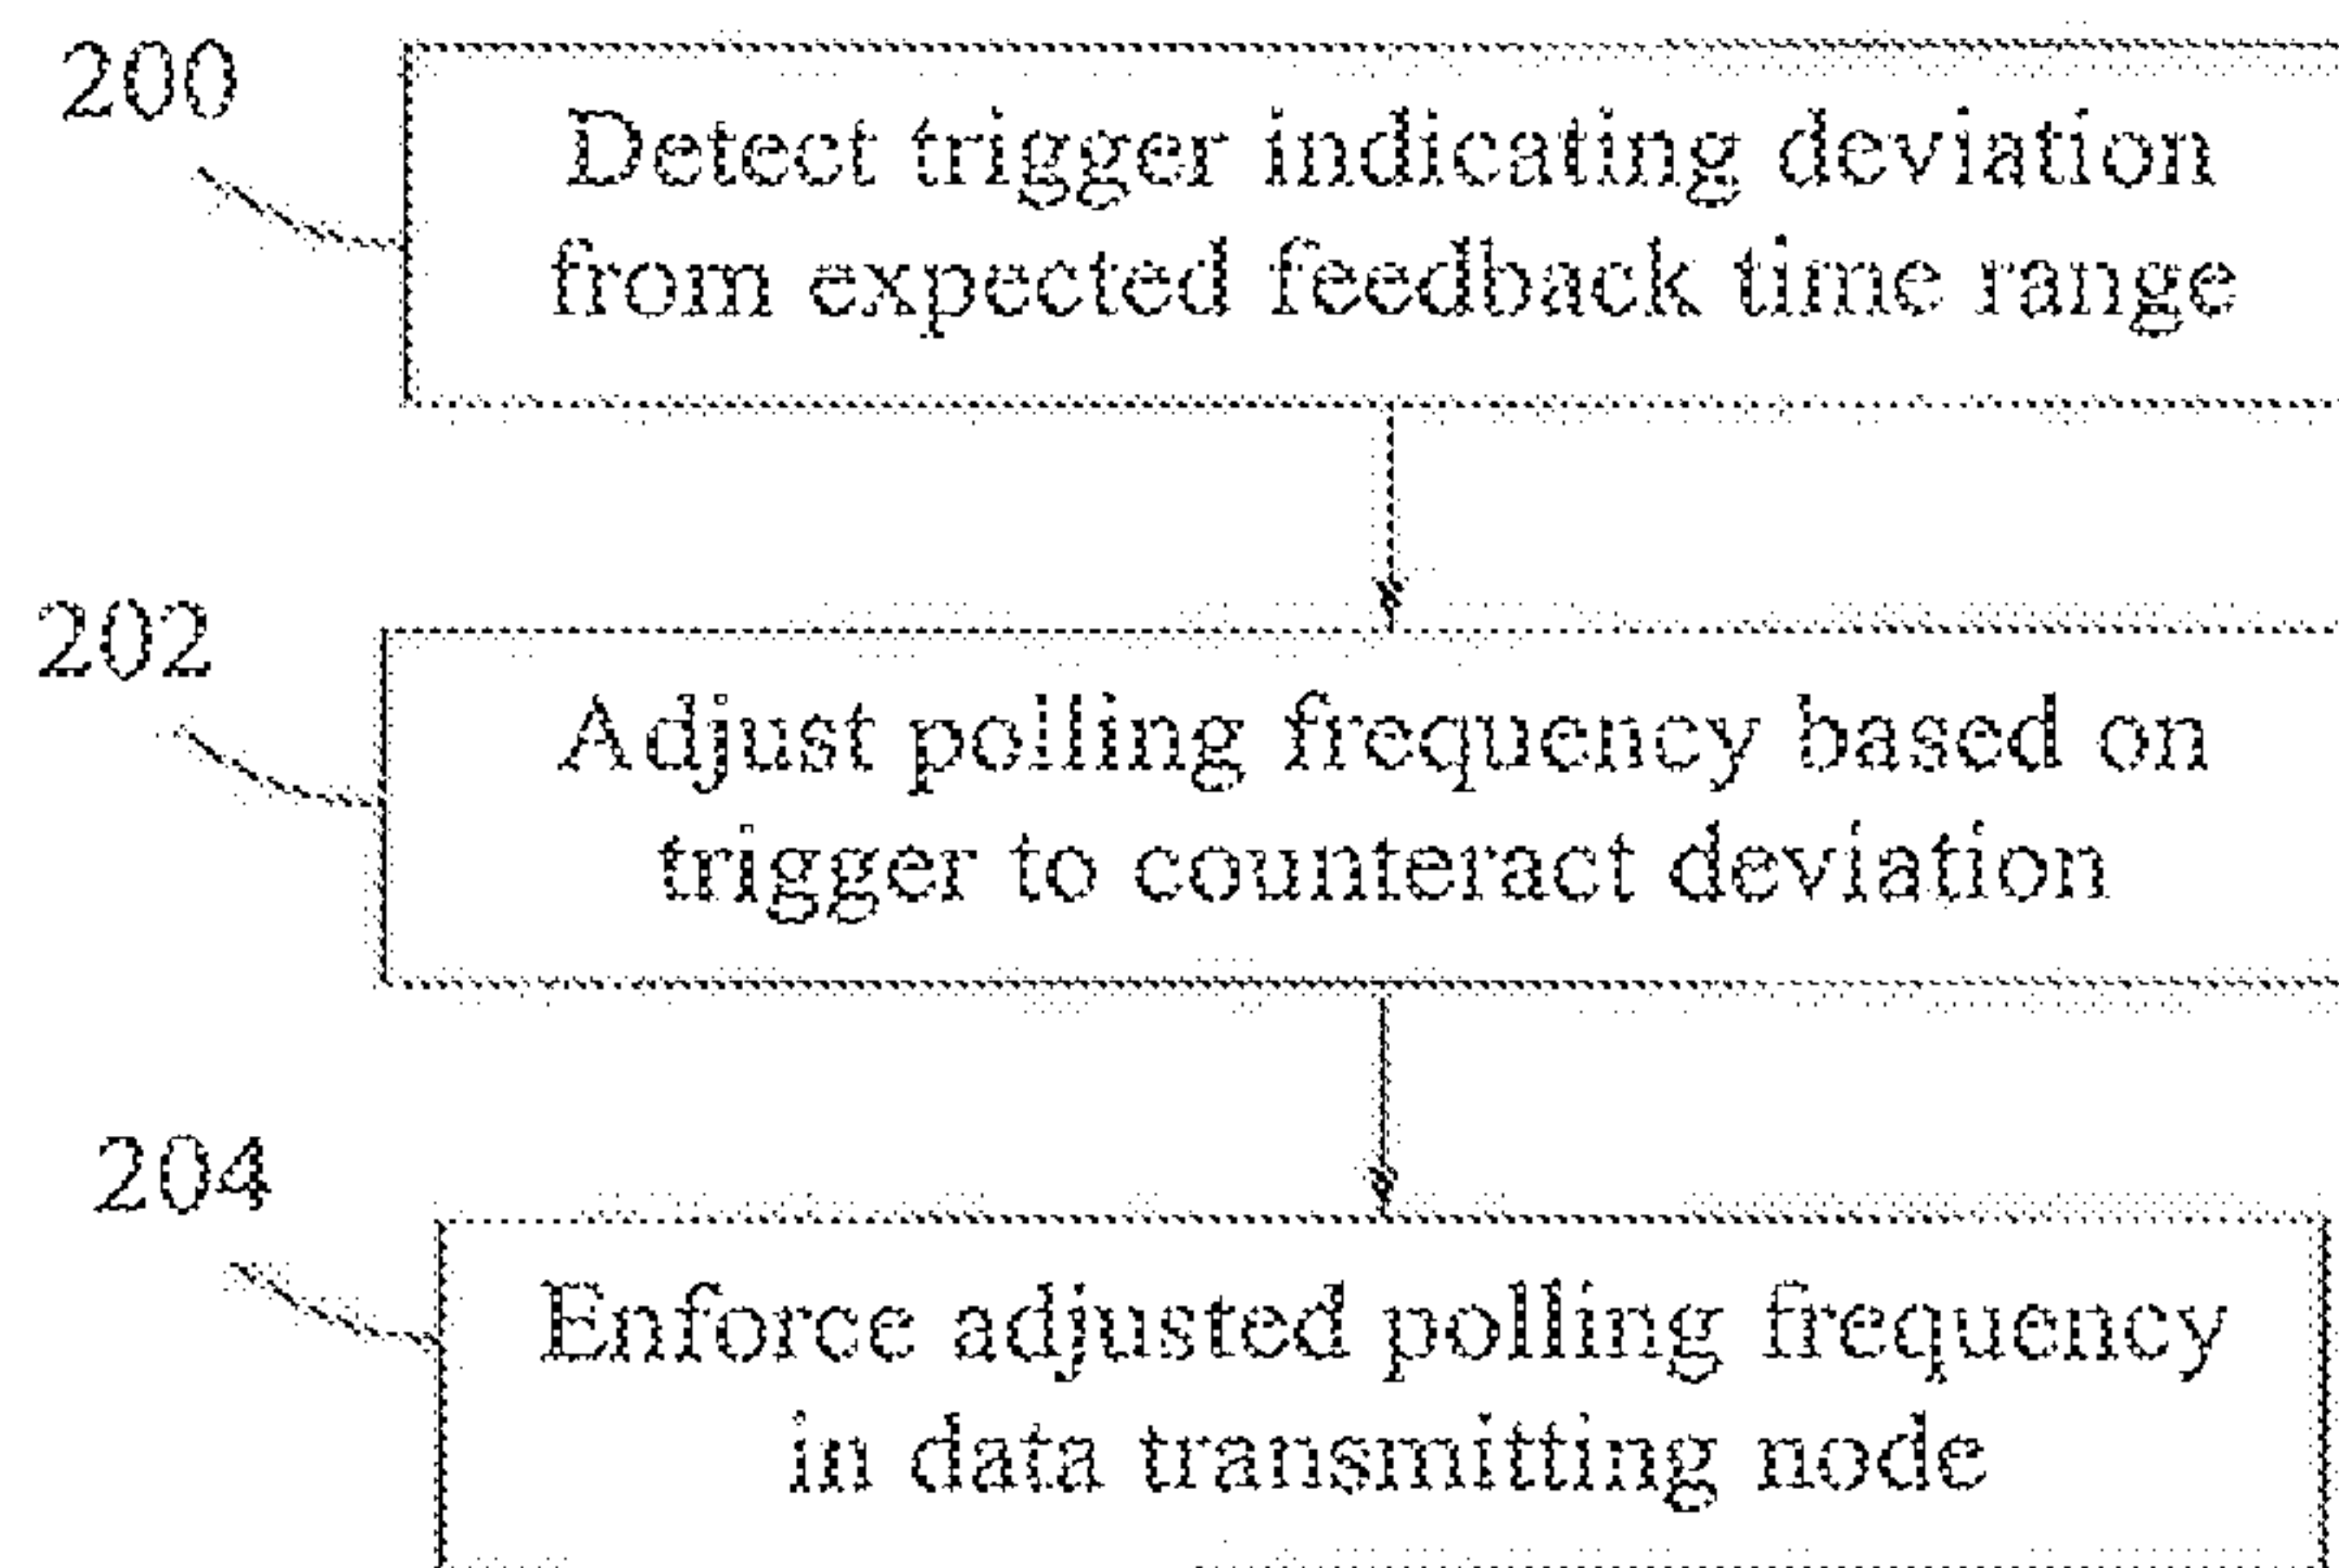 200
Detect trigger indicating deviation
from expected feedback time range
202
Adjust polling frequency based on
trigger to counteract deviation
204
Enforce adjusted polling frequency
in data transmitting node